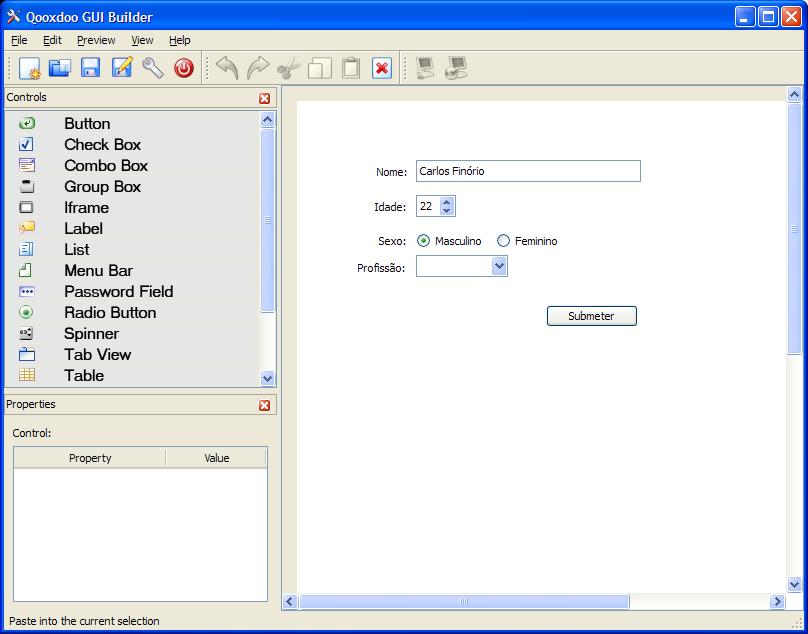 Qooxdoo GUI Builder
File Edit Preview View Help
Controls
Button
Check Box
Combo Box
Group Box
Iframe
Label
List
Menu Bar
Password Field
Radio Button
Spinner
Tab View
Table
Properties
Control:
Property Value
Nome: Carlos Finório
Idade: 22
Sexo: Masculino Feminino
Profissão:
Submeter
Paste into the current selection